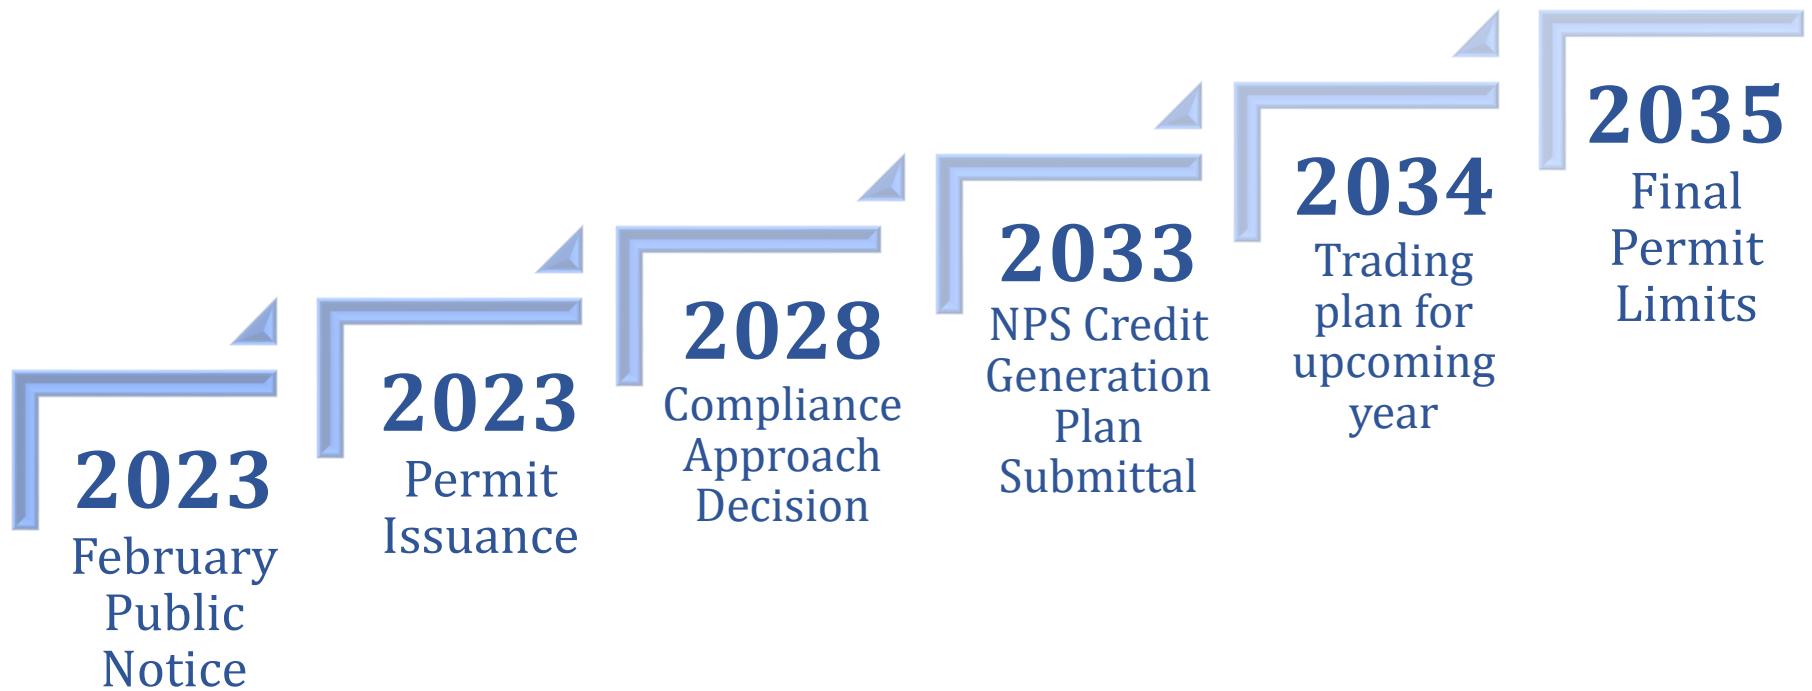 2023
February
Public
Notice
2023
Permit
Issuance
2028
Compliance
Approach
Decision
2033
NPS Credit
Generation
Plan
Submittal
2034
Trading
plan for
upcoming
year
2035
Final
Permit
Limits